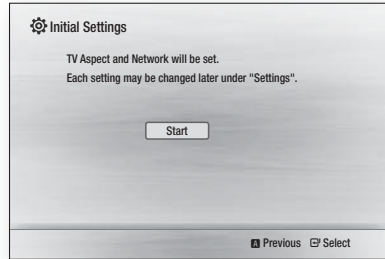 Initial Settings
TV Aspect and Network will be set.
Each setting may be changed later under "Settings".
Start
A Previous Select